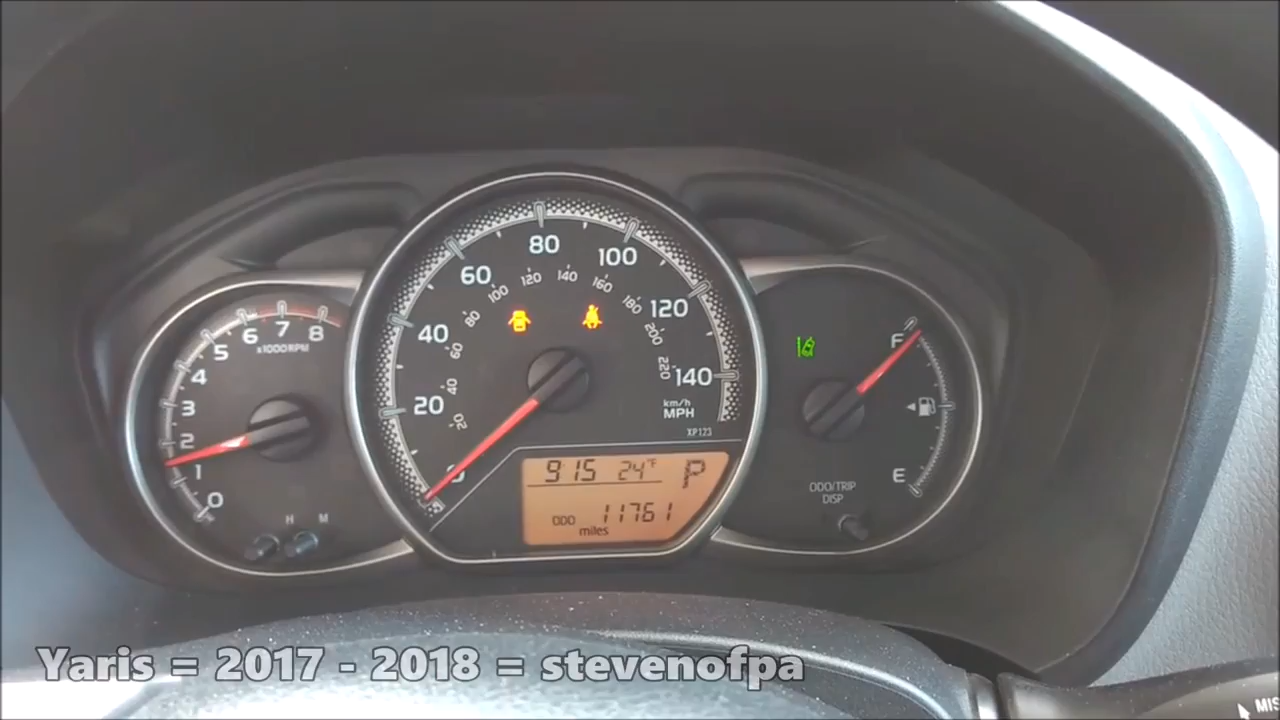 80
60 100
100 120 140 160
40 80 180 120
60 200
40 220 140
20 20
km/h
MPH
XP123
0
8
7
6
5
x1000RPM
4
3
2
1
0
H M
9:15 24°F P
ODO 11761
miles
F
E
ODO/TRIP
DISP
Yaris = 2017 - 2018 = stevenofpa
MIS